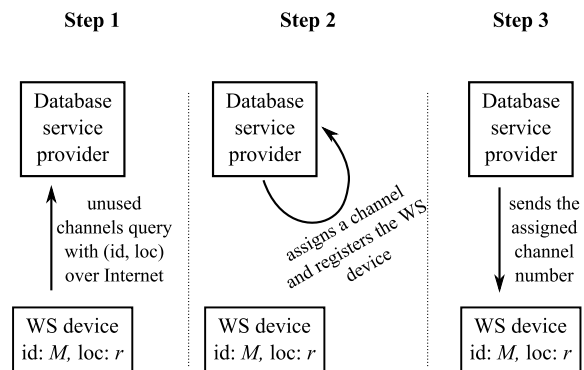 Step 1
Database
service
provider
unused
channels query
with (id, loc)
over Internet
WS device
id: M, loc: r
Step 2
Database
service
provider
assigns a channel
and registers the WS
device
WS device
id: M, loc: r
Step 3
Database
service
provider
sends the
assigned
channel
number
WS device
id: M, loc: r